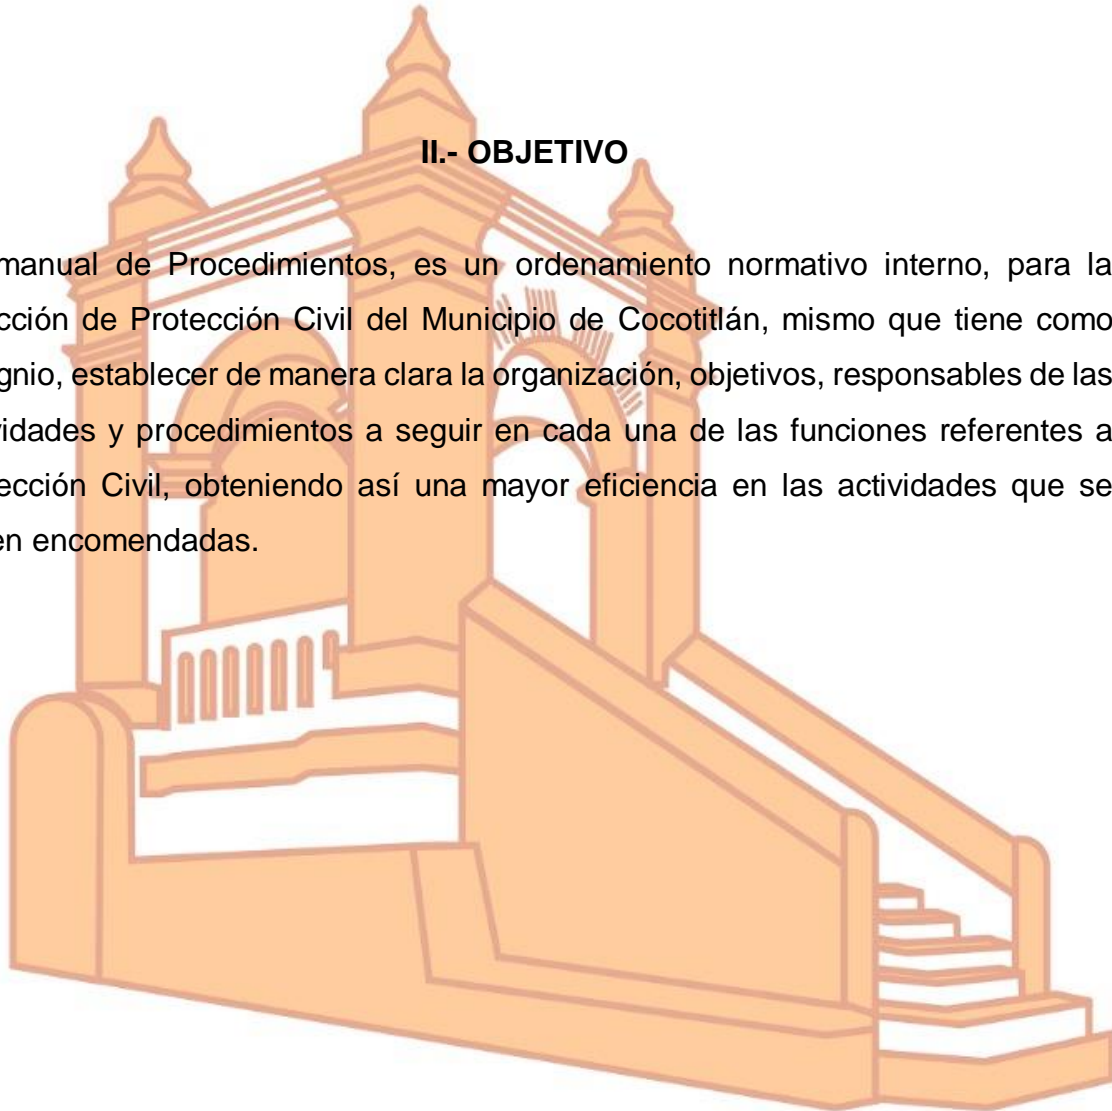 II.- OBJETIVO
manual de Procedimientos, es un ordenamiento normativo interno, para la
cción de Protección Civil del Municipio de Cocotitlán, mismo que tiene como
gnio, establecer de manera clara la organización, objetivos, responsables de las
vidades y procedimientos a seguir en cada una de las funciones referentes a
ección Civil, obteniendo así una mayor eficiencia en las actividades que se
en encomendadas.